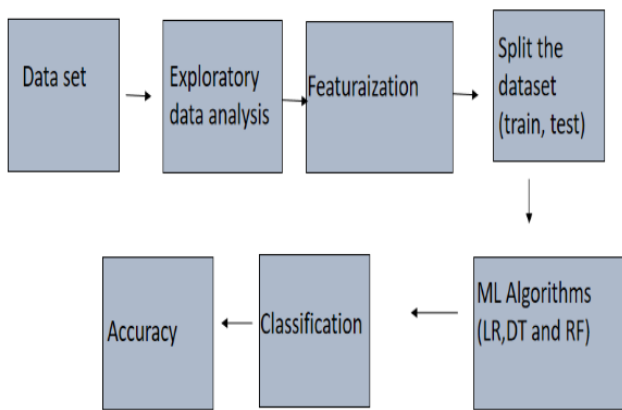 Data set
Exploratory
data analysis
Featuraization
Split the
dataset
(train, test)
ML Algorithms
(LR,DT and RF)
Classification
Accuracy